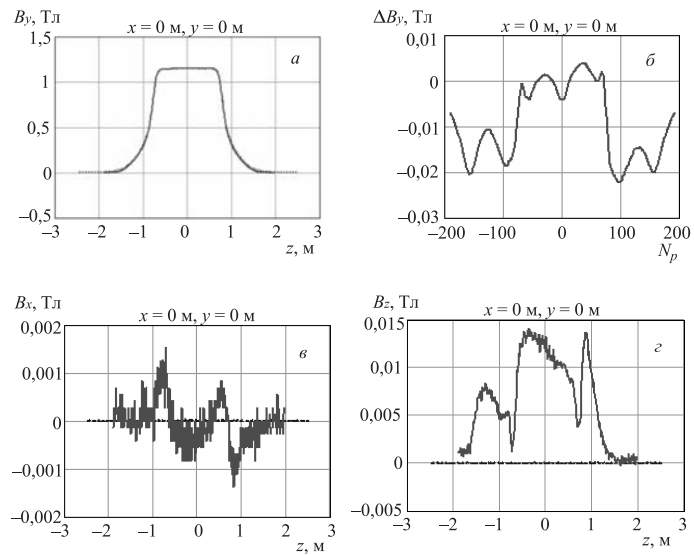 By, Тл
x = 0 м, y = 0 м
а
1,5
1
0,5
0
−0,5
−3 −2 −1 0 1 2 3
z, м
ΔBy, Тл
x = 0 м, y = 0 м
б
0,01
0
−0,01
−0,02
−0,03
−200 −100 0 100 200
Np
Bx, Тл
x = 0 м, y = 0 м
в
0,002
0,001
0
−0,001
−0,002
−3 −2 −1 0 1 2 3
z, м
Bz, Тл
x = 0 м, y = 0 м
г
0,015
0,010
0,005
0
−0,005
−3 −2 −1 0 1 2 3
z, м